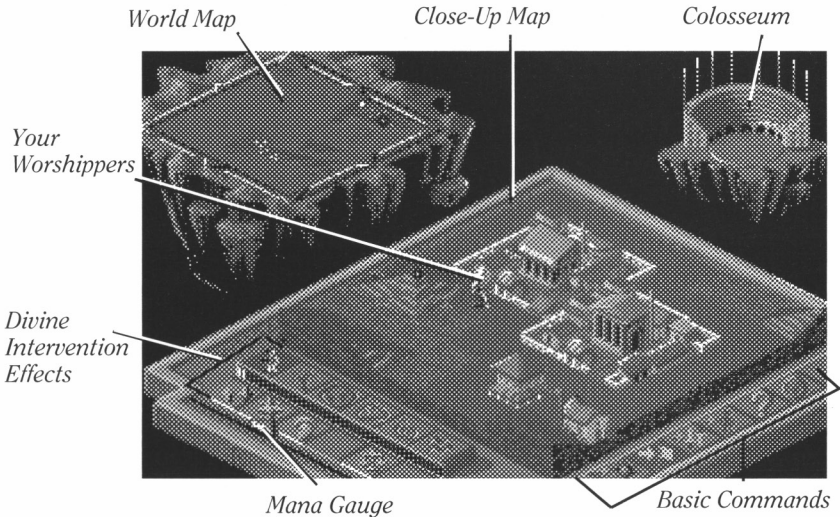 World Map
Close-Up Map
Colosseum
Your
Worshippers
Divine
Intervention
Effects
Mana Gauge
Basic Commands